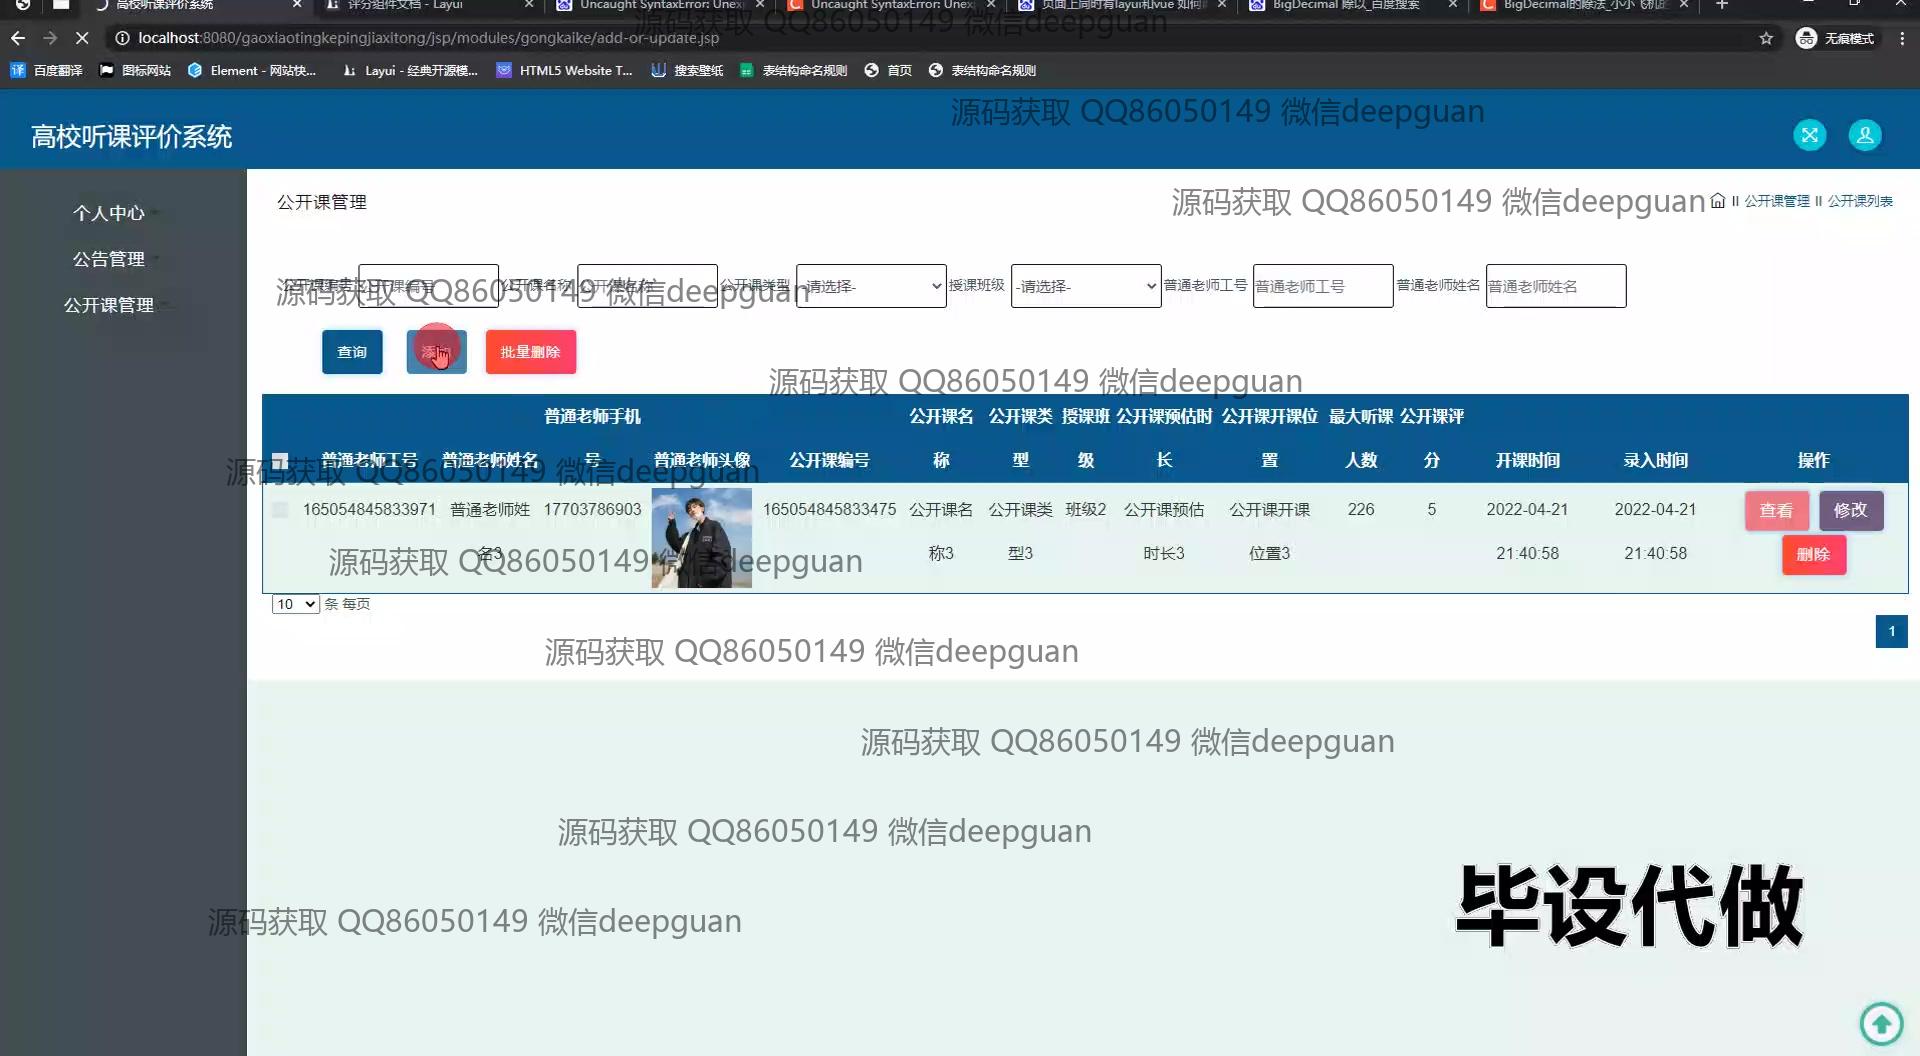 高校听课评价系统
评分组件文档 - Layui
Uncaught SyntaxError: Unex
Uncaught SyntaxError: Unex
页面上同时有layui和vue 如何
BigDecimal 除以_百度搜索
BigDecimal的除法_小小飞机的
localhost:8080/gaoxiaotingkepingjiaxitong/jsp/modules/gongkaike/add-or-update.jsp
无痕模式
百度翻译
图标网站
Element - 网站快...
Layui - 经典开源模...
HTML5 Website T...
搜索壁纸
表结构命名规则
首页
表结构命名规则
源码获取 QQ86050149 微信deepguan
源码获取 QQ86050149 微信deepguan
高校听课评价系统
个人中心
公告管理
公开课管理
公开课管理
源码获取 QQ86050149 微信deepguan
公开课管理
公开课列表
公开课编号 公开课编号 公开课名称 公开课名称 公开课类型 -请选择- 授课班级 -请选择- 普通老师工号 普通老师工号 普通老师姓名 普通老师姓名
源码获取 QQ86050149 微信deepguan
查询 添加 批量删除
源码获取 QQ86050149 微信deepguan
普通老师工号 普通老师姓名 普通老师手机号 普通老师头像 公开课编号 公开课名称 公开课类型 授课班级 公开课预估时长 公开课开课位置 最大听课人数 公开课评分 开课时间 录入时间 操作
源码获取 QQ86050149 微信deepguan
165054845833971 普通老师姓名3 17703786903 165054845833475 公开课名称3 公开课类型3 班级2 公开课预估时长3 公开课开课位置3 226 5 2022-04-21 21:40:58 2022-04-21 21:40:58 查看 修改 删除
源码获取 QQ86050149 微信deepguan
10 条 每页
1
源码获取 QQ86050149 微信deepguan
源码获取 QQ86050149 微信deepguan
源码获取 QQ86050149 微信deepguan
源码获取 QQ86050149 微信deepguan
毕设代做